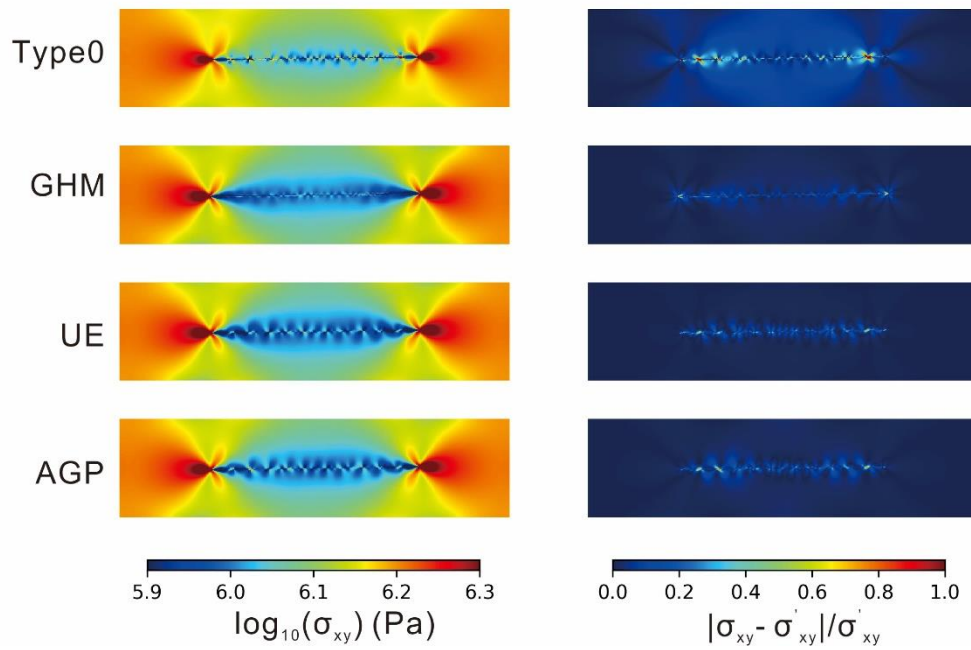 Type0
GHM
UE
AGP
5.9 6.0 6.1 6.2 6.3
log₁₀(σxy) (Pa)
0.0 0.2 0.4 0.6 0.8 1.0
|σxy - σ'xy|/σ'xy